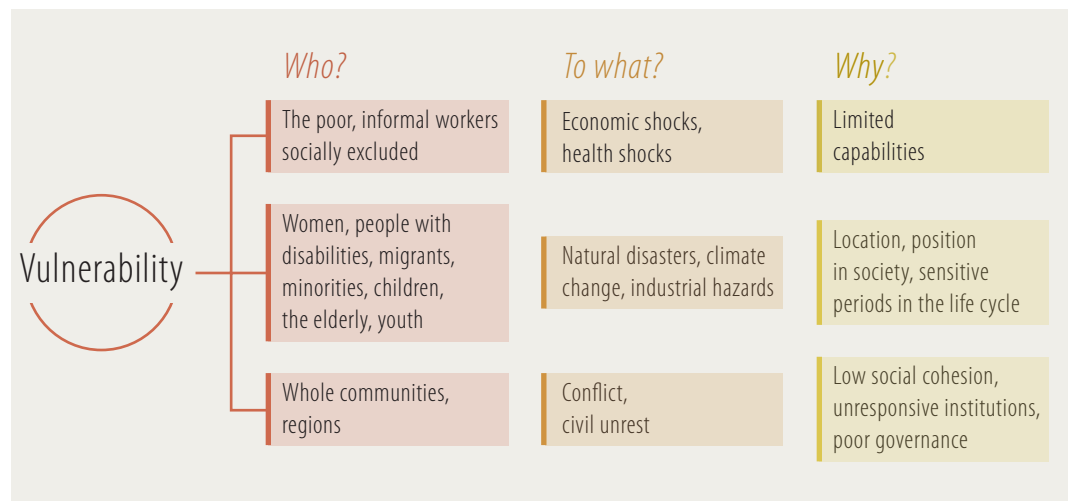 Who?
To what?
Why?
Vulnerability
The poor, informal workers
socially excluded
Economic shocks,
health shocks
Limited
capabilities
Women, people with
disabilities, migrants,
minorities, children,
the elderly, youth
Natural disasters, climate
change, industrial hazards
Location, position
in society, sensitive
periods in the life cycle
Whole communities,
regions
Conflict,
civil unrest
Low social cohesion,
unresponsive institutions,
poor governance